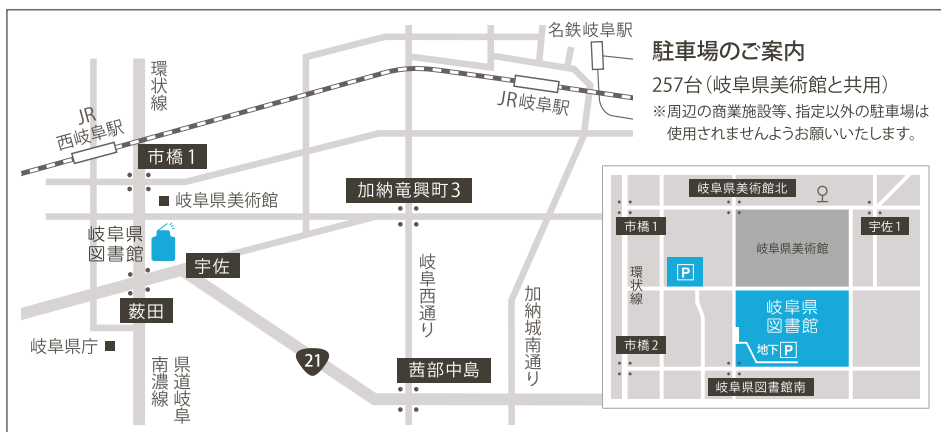 名鉄岐阜駅
環状線
JR
西岐阜駅
JR岐阜駅
市橋1
岐阜県美術館
加納竜興町3
岐阜県
図書館
宇佐
岐阜西通り
加納城南通り
薮田
岐阜県庁
県道岐阜
南濃線
21
茜部中島
駐車場のご案内
257台(岐阜県美術館と共用)
※周辺の商業施設等、指定以外の駐車場は
使用されませんようお願いいたします。
岐阜県美術館北
市橋1
宇佐1
岐阜県美術館
環状線
P
岐阜県
図書館
市橋2
地下P
岐阜県図書館南